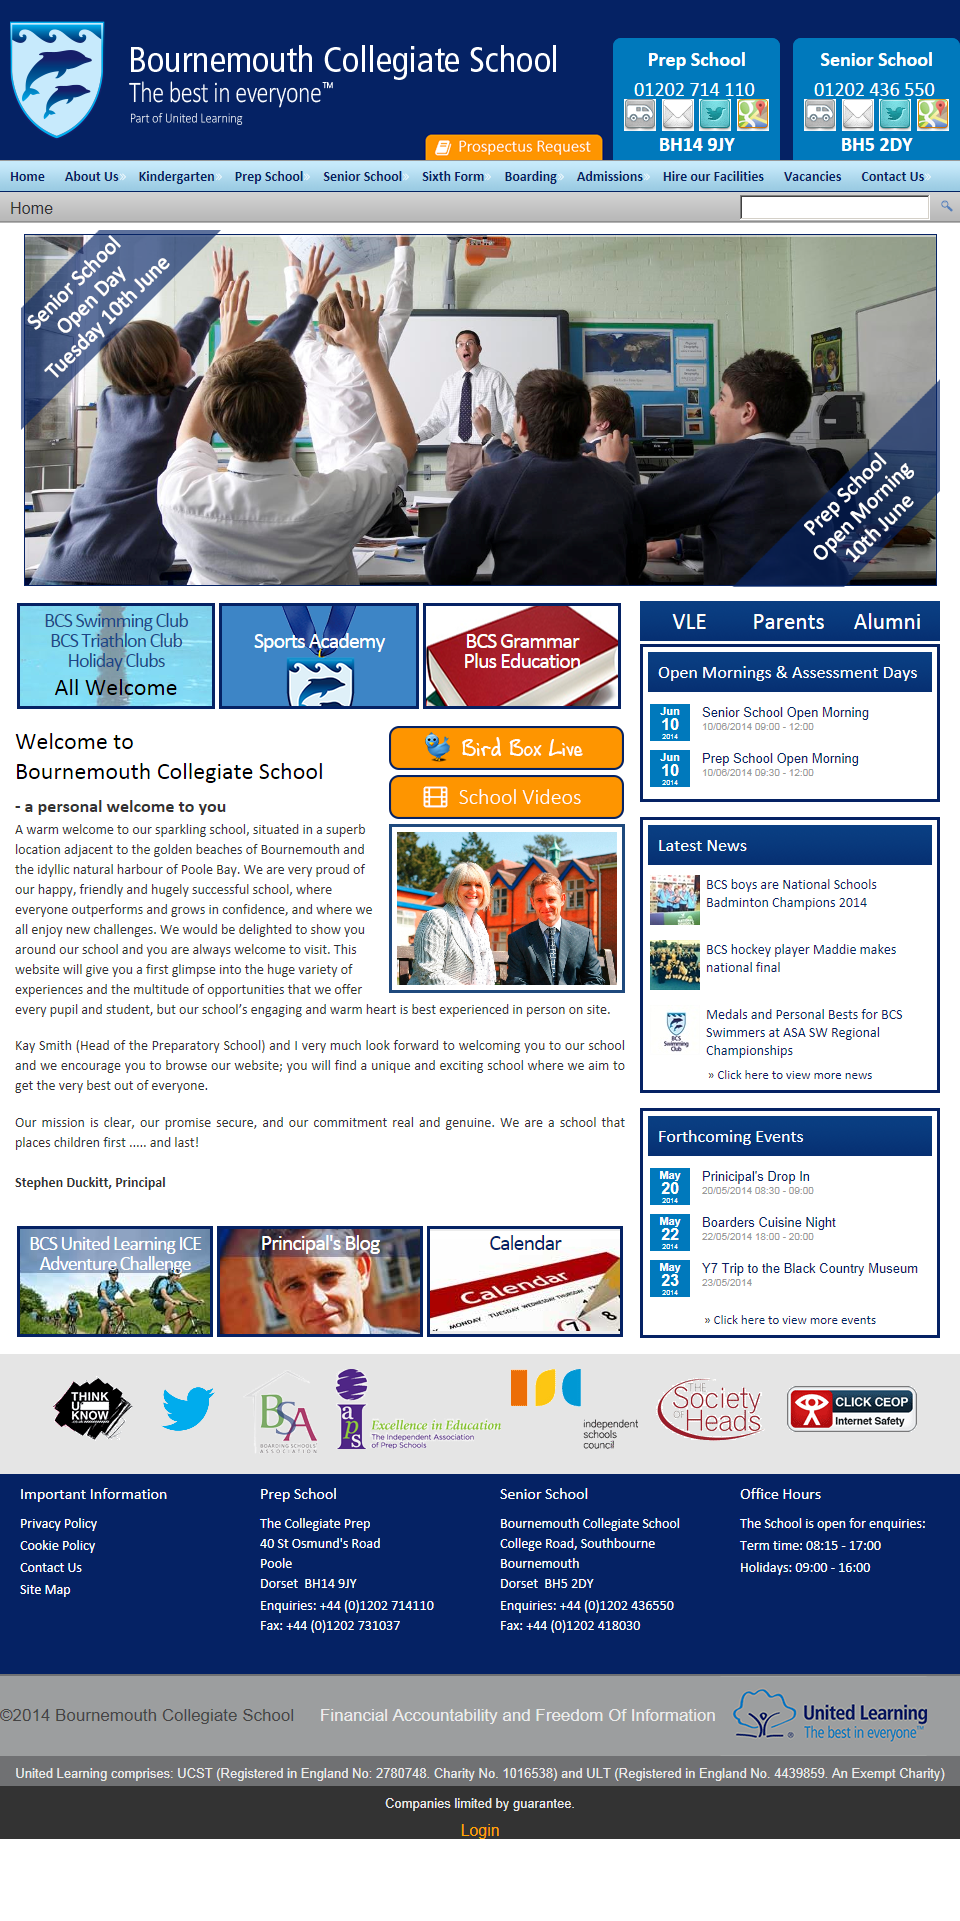 Bournemouth Collegiate School
The best in everyone™
Part of United Learning
Prospectus Request
Prep School
01202 714 110
BH14 9JY
Senior School
01202 436 550
BH5 2DY
Home About Us Kindergarten Prep School Senior School Sixth Form Boarding Admissions Hire our Facilities Vacancies Contact Us
Home
Senior School
Open Day
Tuesday 10th June
Prep School
Open Morning
10th June
BCS Swimming Club
BCS Triathlon Club
Holiday Clubs
All Welcome
Sports Academy
BCS Grammar
Plus Education
VLE Parents Alumni
Open Mornings & Assessment Days
Jun
10
2014
Senior School Open Morning
10/06/2014 09:00 - 12:00
Jun
10
2014
Prep School Open Morning
10/06/2014 09:30 - 12:00
Welcome to
Bournemouth Collegiate School
Bird Box Live
School Videos
- a personal welcome to you
A warm welcome to our sparkling school, situated in a superb
location adjacent to the golden beaches of Bournemouth and
the idyllic natural harbour of Poole Bay. We are very proud of
our happy, friendly and hugely successful school, where
everyone outperforms and grows in confidence, and where we
all enjoy new challenges. We would be delighted to show you
around our school and you are always welcome to visit. This
website will give you a first glimpse into the huge variety of
experiences and the multitude of opportunities that we offer
every pupil and student, but our school's engaging and warm heart is best experienced in person on site.
Kay Smith (Head of the Preparatory School) and I very much look forward to welcoming you to our school
and we encourage you to browse our website; you will find a unique and exciting school where we aim to
get the very best out of everyone.
Our mission is clear, our promise secure, and our commitment real and genuine. We are a school that
places children first ..... and last!
Stephen Duckitt, Principal
Latest News
BCS boys are National Schools
Badminton Champions 2014
BCS hockey player Maddie makes
national final
BCS
Swimming
Club
Medals and Personal Bests for BCS
Swimmers at ASA SW Regional
Championships
» Click here to view more news
Forthcoming Events
May
20
2014
Prinicipal's Drop In
20/05/2014 08:30 - 09:00
May
22
2014
Boarders Cuisine Night
22/05/2014 18:00 - 20:00
May
23
2014
Y7 Trip to the Black Country Museum
23/05/2014
» Click here to view more events
BCS United Learning ICE
Adventure Challenge
Principal's Blog
Calendar
Calendar
MONDAY TUESDAY WEDNESDAY THURSDAY
7 8
THINK
U
KNOW
BSA
BOARDING SCHOOLS'
ASSOCIATION
iaps
Excellence in Education
The Independent Association
of Prep Schools
independent
schools
council
THE
Society
OF
Heads
CLICK CEOP
Internet Safety
Important Information
Privacy Policy
Cookie Policy
Contact Us
Site Map
Prep School
The Collegiate Prep
40 St Osmund's Road
Poole
Dorset BH14 9JY
Enquiries: +44 (0)1202 714110
Fax: +44 (0)1202 731037
Senior School
Bournemouth Collegiate School
College Road, Southbourne
Bournemouth
Dorset BH5 2DY
Enquiries: +44 (0)1202 436550
Fax: +44 (0)1202 418030
Office Hours
The School is open for enquiries:
Term time: 08:15 - 17:00
Holidays: 09:00 - 16:00
©2014 Bournemouth Collegiate School
Financial Accountability and Freedom Of Information
United Learning
The best in everyone™
United Learning comprises: UCST (Registered in England No: 2780748. Charity No. 1016538) and ULT (Registered in England No. 4439859. An Exempt Charity)
Companies limited by guarantee.
Login